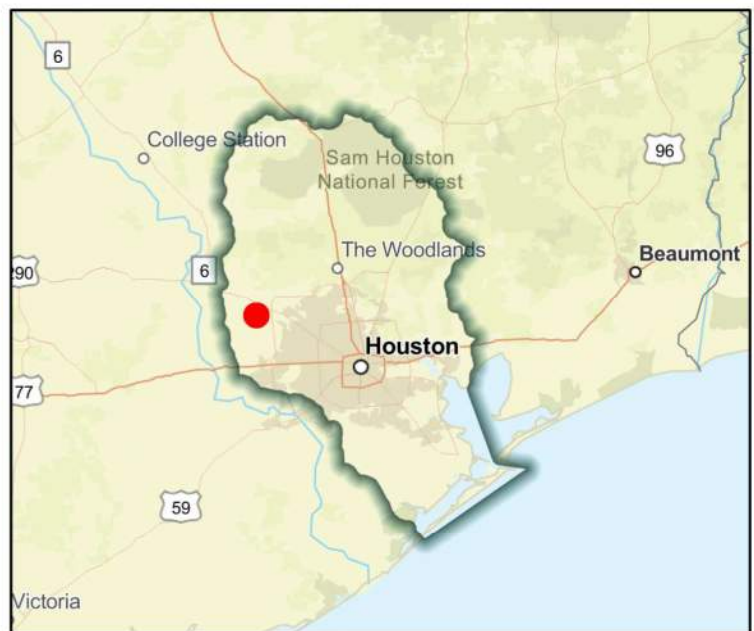 6
College Station
Sam Houston
National Forest
96
The Woodlands
Beaumont
290
6
Houston
77
59
Victoria